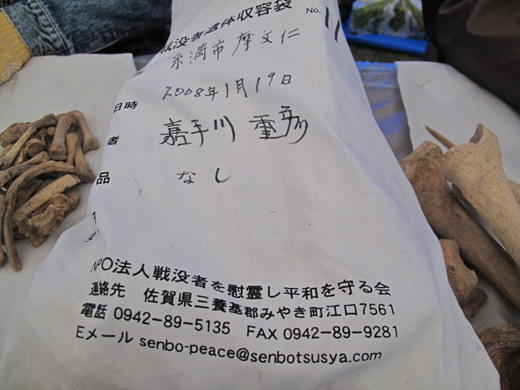 戦没者遺体収容袋 No. 11
糸満市摩文仁
日時 2008年1月19日
者 嘉手川 重彦
品 なし
NPO法人戦没者を慰霊し平和を守る会
連絡先 佐賀県三養基郡みやき町江口7561
電話 0942-89-5135 FAX 0942-89-9281
Eメール senbo-peace@senbotsusya.com